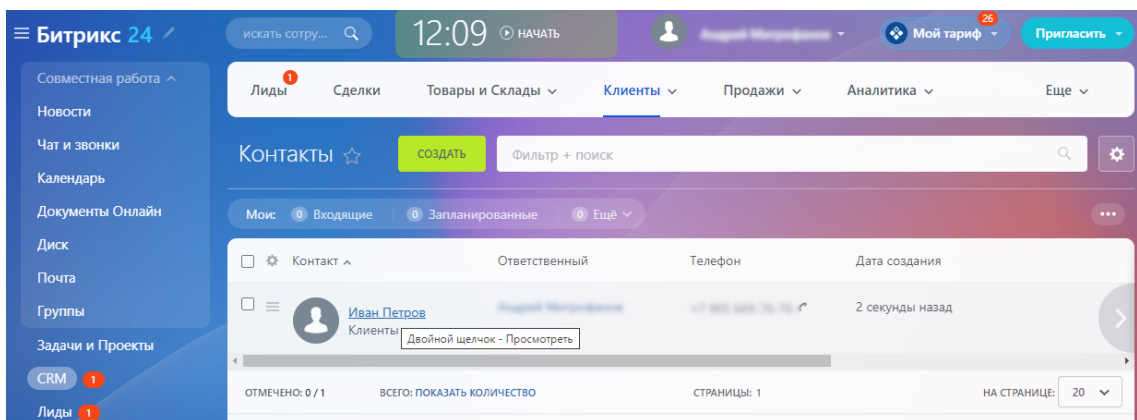 Битрикс 24
искать сотру...
12:09 НАЧАТЬ
Мой тариф 26
Пригласить
Совместная работа
Новости
Чат и звонки
Календарь
Документы Онлайн
Диск
Почта
Группы
Задачи и Проекты
CRM 1
Лиды 1
Лиды 1 Сделки Товары и Склады Клиенты Продажи Аналитика Еще
Контакты СОЗДАТЬ Фильтр + поиск
Мои: 0 Входящие 0 Запланированные 0 Ещё
Контакт Ответственный Телефон Дата создания
Иван Петров 2 секунды назад
Клиенты
Двойной щелчок - Просмотреть
ОТМЕЧЕНО: 0 / 1 ВСЕГО: ПОКАЗАТЬ КОЛИЧЕСТВО СТРАНИЦЫ: 1 НА СТРАНИЦЕ: 20